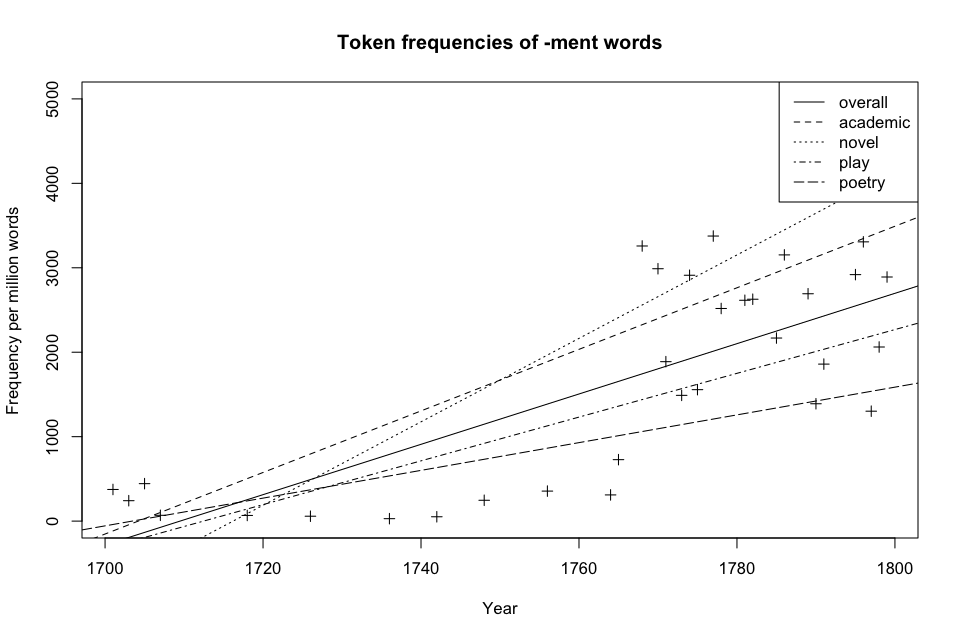 Token frequencies of -ment words
overall
academic
novel
play
poetry
5000
4000
3000
2000
1000
0
Frequency per million words
1700 1720 1740 1760 1780 1800
Year